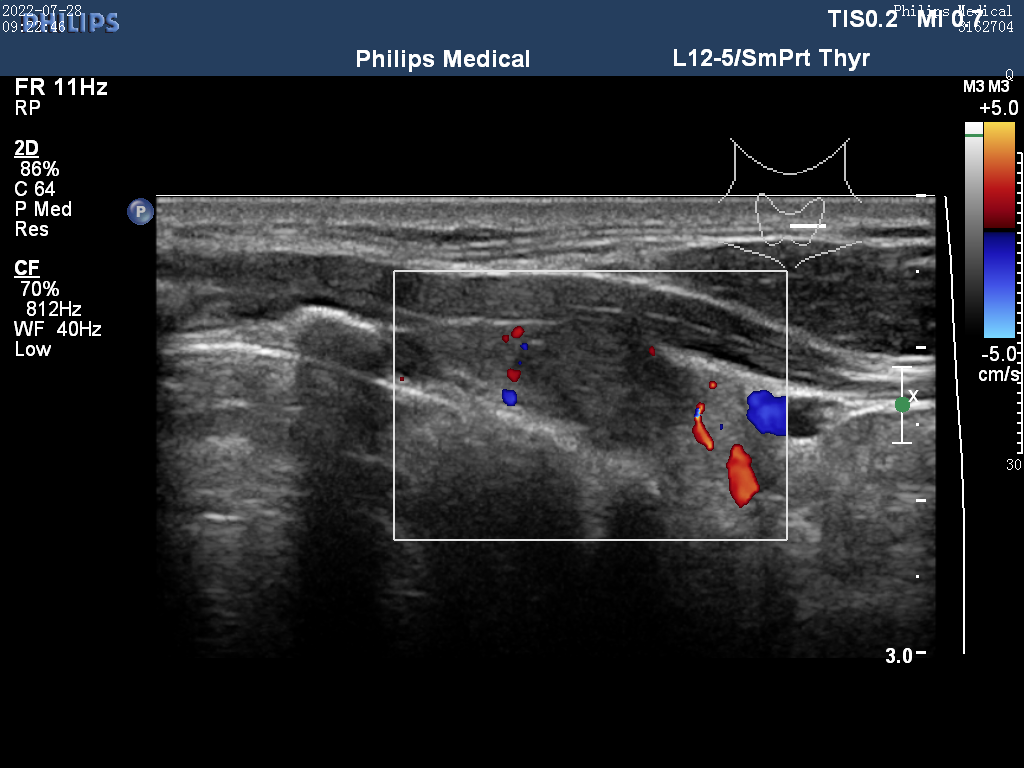 2022-07-28
09:22:46
PHILIPS
TIS0.2 MI 0.7
Philips Medical
Philips Medical
L12-5/SmPrt Thyr
Q
FR 11Hz
RP
M3 M3
+5.0
2D
86%
C 64
P Med
Res
P
CF
70%
812Hz
WF 40Hz
Low
-5.0
cm/s
x
30
3.0